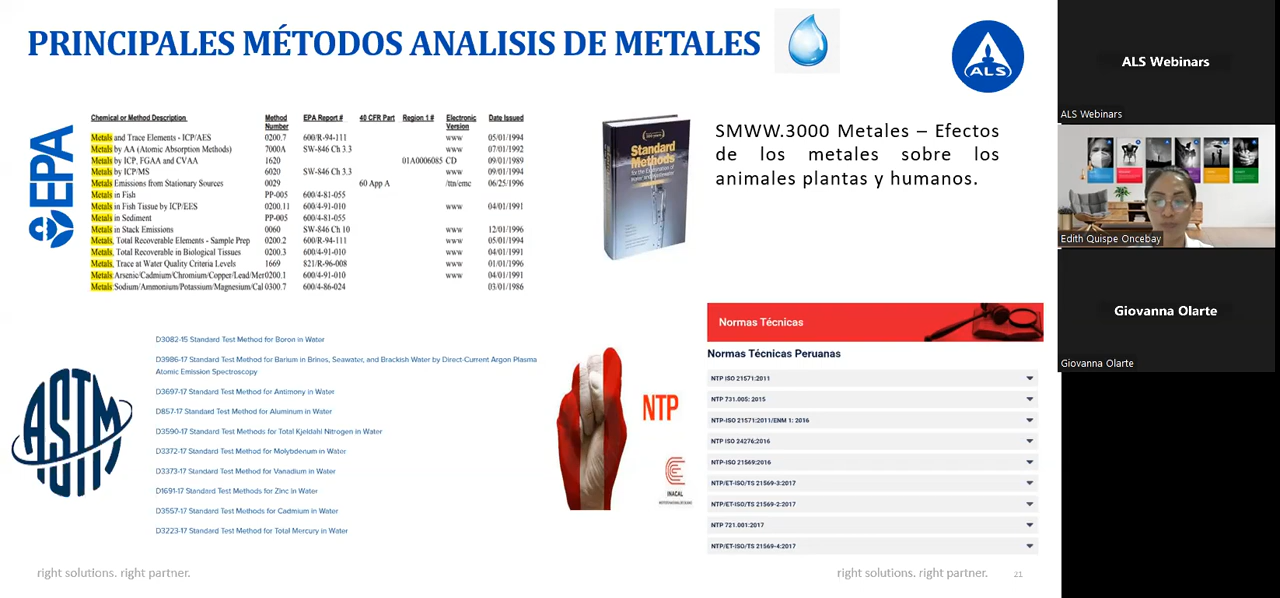 PRINCIPALES MÉTODOS ANALISIS DE METALES
ALS
EPA
Chemical or Method Description Method Number EPA Report # 40 CFR Part Region 1 # Electronic Version Date Issued
Metals and Trace Elements - ICP/AES 0200.7 600/R-94-111 www 05/01/1994
Metals by AA (Atomic Absorption Methods) 7000A SW-846 Ch 3.3 www 07/01/1992
Metals by ICP, FGAA and CVAA 1620 01A0006085 CD 09/01/1989
Metals by ICP/MS 6020 SW-846 Ch 3.3 www 09/01/1994
Metals Emissions from Stationary Sources 0029 60 App A /ttn/emc 06/25/1996
Metals in Fish PP-005 600/4-81-055
Metals in Fish Tissue by ICP/EES 0200.11 600/4-91-010 www 04/01/1991
Metals in Sediment PP-005 600/4-81-055
Metals in Stack Emissions 0060 SW-846 Ch 10 www 12/01/1996
Metals, Total Recoverable Elements - Sample Prep 0200.2 600/R-94-111 www 05/01/1994
Metals, Total Recoverable in Biological Tissues 0200.3 600/4-91-010 www 04/01/1991
Metals, Trace at Water Quality Criteria Levels 1669 821/R-96-008 www 01/01/1996
Metals: Arsenic/Cadmium/Chromium/Copper/Lead/Mer 0200.1 600/4-91-010 www 04/01/1991
Metals: Sodium/Ammonium/Potassium/Magnesium/Cal 0300.7 600/4-86-024 03/01/1986
Standard
Methods
SMWW.3000 Metales – Efectos
de los metales sobre los
animales plantas y humanos.
ASTM
D3082-15 Standard Test Method for Boron in Water
D3986-17 Standard Test Method for Barium in Brines, Seawater, and Brackish Water by Direct-Current Argon Plasma
Atomic Emission Spectroscopy
D3697-17 Standard Test Method for Antimony in Water
D857-17 Standard Test Method for Aluminum in Water
D3590-17 Standard Test Methods for Total Kjeldahl Nitrogen in Water
D3372-17 Standard Test Method for Molybdenum in Water
D3373-17 Standard Test Method for Vanadium in Water
D1691-17 Standard Test Methods for Zinc in Water
D3557-17 Standard Test Methods for Cadmium in Water
D3223-17 Standard Test Method for Total Mercury in Water
NTP
INACAL
Normas Técnicas
Normas Técnicas Peruanas
NTP ISO 21571:2011
NTP 731.005: 2015
NTP-ISO 21571:2011/ENM 1: 2016
NTP ISO 24276:2016
NTP-ISO 21569:2016
NTP/ET-ISO/TS 21569-3:2017
NTP/ET-ISO/TS 21569-2:2017
NTP 721.001:2017
NTP/ET-ISO/TS 21569-4:2017
right solutions. right partner.
right solutions. right partner. 21
ALS Webinars
ALS Webinars
Edith Quispe Oncebay
Giovanna Olarte
Giovanna Olarte